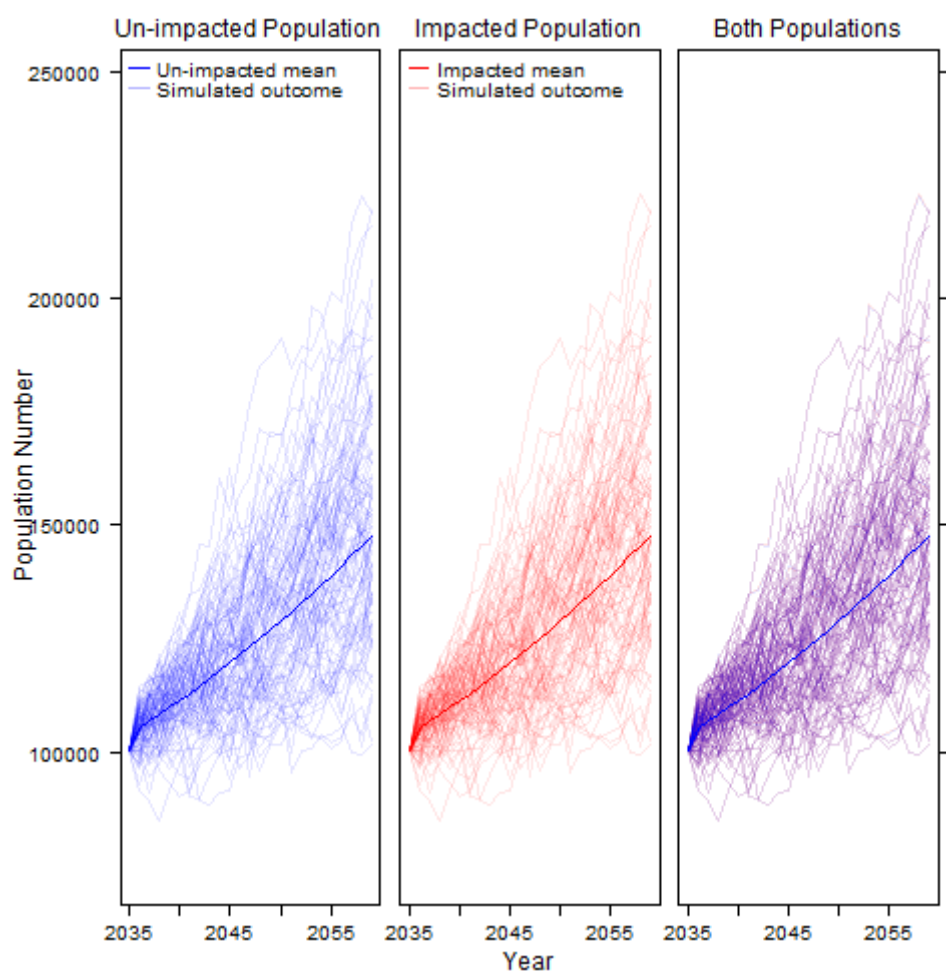 Un-impacted Population
Impacted Population
Both Populations
Un-impacted mean
Simulated outcome
Impacted mean
Simulated outcome
250000
200000
150000
100000
Population Number
2035
2045
2055
2035
2045
2055
2035
2045
2055
Year